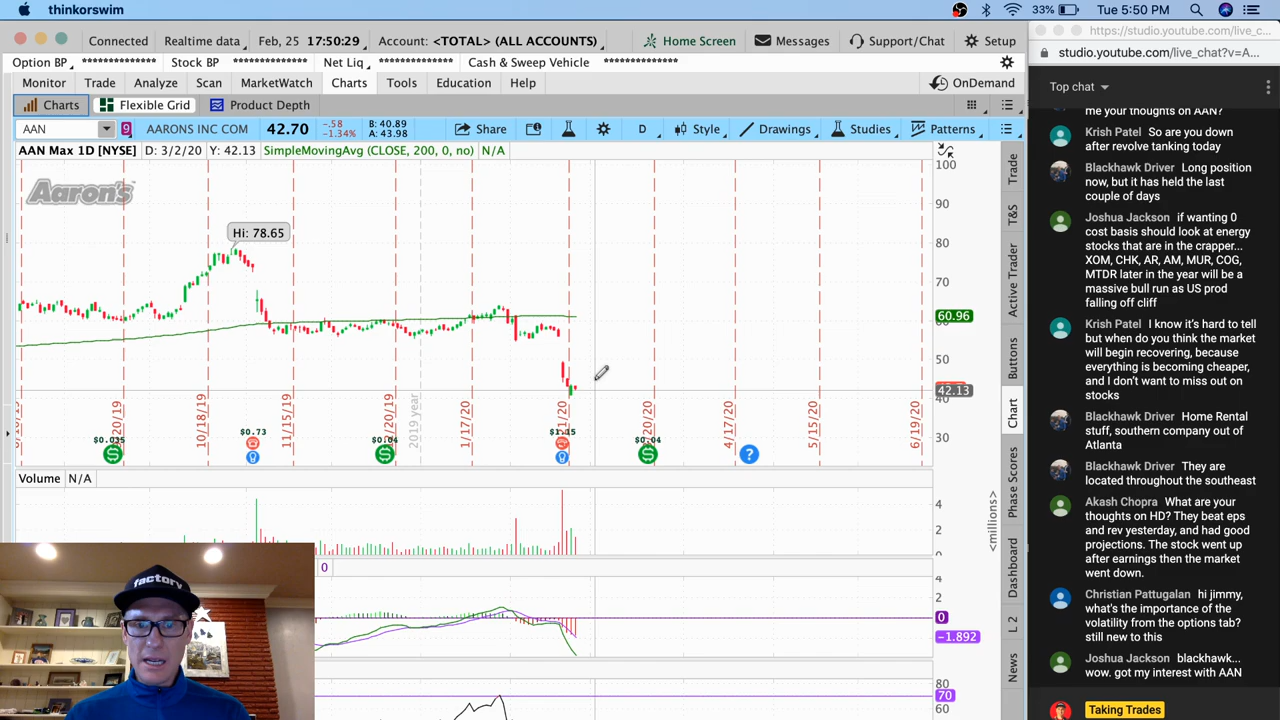 thinkorswim
33%
Tue 5:50 PM
Connected
Realtime data
Feb, 25
17:50:29
Account: <TOTAL> (ALL ACCOUNTS)
Home Screen
Messages
Support/Chat
Setup
Option BP
**************
Stock BP
**************
Net Liq
**************
Cash & Sweep Vehicle
**************
Monitor
Trade
Analyze
Scan
MarketWatch
Charts
Tools
Education
Help
OnDemand
Charts
Flexible Grid
Product Depth
AAN
9
AARONS INC COM
42.70
-.58
-1.34%
B: 40.89
A: 43.98
Share
D
Style
Drawings
Studies
Patterns
AAN Max 1D [NYSE]
D: 3/2/20
Y: 42.13
SimpleMovingAvg (CLOSE, 200, 0, no)
N/A
Aaron's
Hi: 78.65
100
90
80
70
60.96
50
42.13
40
30
10/18/19
11/15/19
2019 year
1/17/20
4/17/20
5/15/20
6/19/20
$0.035
$0.73
$0.04
$1.15
$0.04
Volume
N/A
4
2
0
<millions>
0
4
2
0
-1.892
80
70
Trade
T&S
Active Trader
Buttons
Chart
Phase Scores
Dashboard
L 2
News
factory
https://studio.youtube.com/live_c...
studio.youtube.com/live_chat?v=A...
Top chat
me your thoughts on AAN?
Krish Patel So are you down
after revolve tanking today
Blackhawk Driver Long position
now, but it has held the last
couple of days
Joshua Jackson if wanting 0
cost basis should look at energy
stocks that are in the crapper...
XOM, CHK, AR, AM, MUR, COG,
MTDR later in the year will be a
massive bull run as US prod
falling off cliff
Krish Patel I know it's hard to tell
but when do you think the market
will begin recovering, because
everything is becoming cheaper,
and I don't want to miss out on
stocks
Blackhawk Driver Home Rental
stuff, southern company out of
Atlanta
Blackhawk Driver They are
located throughout the southeast
Akash Chopra What are your
thoughts on HD? They beat eps
and rev yesterday, and had good
projections. The stock went up
after earnings then the market
went down.
Christian Pattugalan hi jimmy,
what's the importance of the
volatility from the options tab?
still new to this
Joshua Jackson blackhawk...
wow. got my interest with AAN
Taking Trades